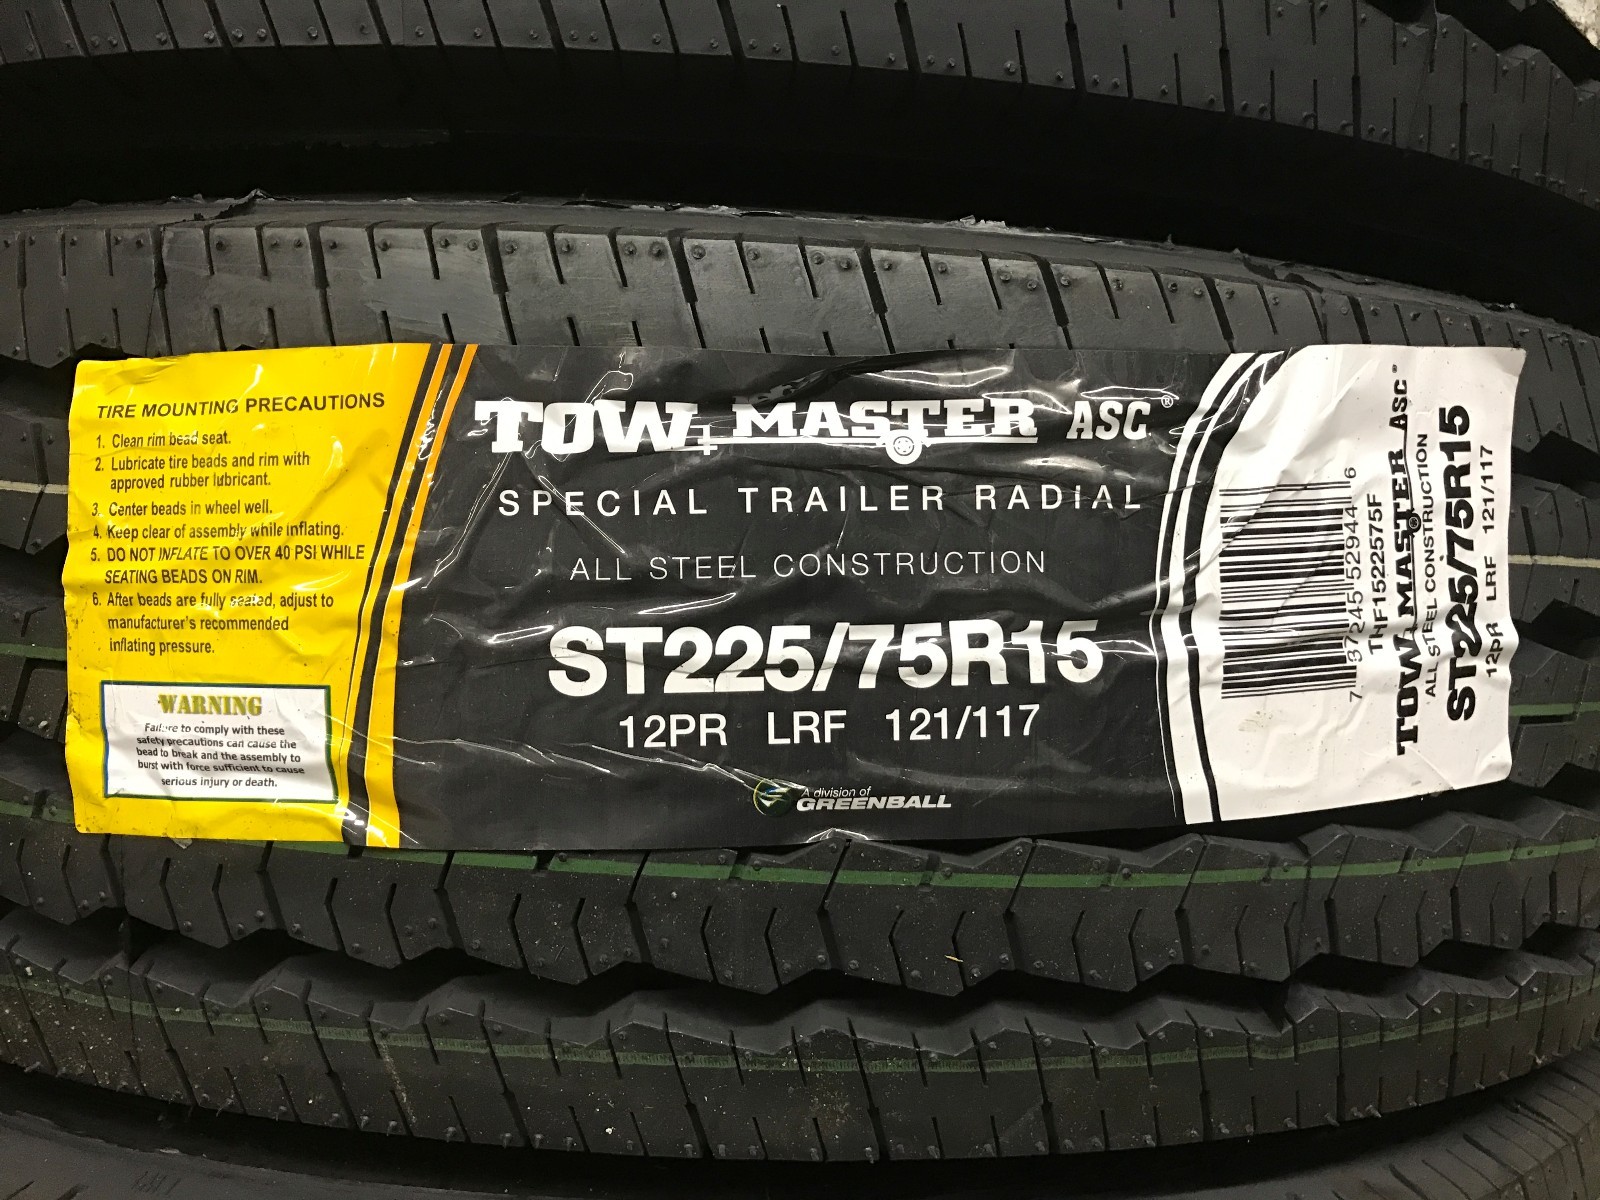 TIRE MOUNTING PRECAUTIONS
1. Clean rim bead seat.
2. Lubricate tire beads and rim with
approved rubber lubricant.
3. Center beads in wheel well.
4. Keep clear of assembly while inflating.
5. DO NOT INFLATE TO OVER 40 PSI WHILE
SEATING BEADS ON RIM.
6. After beads are fully seated, adjust to
manufacturer's recommended
inflating pressure.
WARNING
Failure to comply with these
safety precautions can cause the
bead to break and the assembly to
burst with force sufficient to cause
serious injury or death.
TOW MASTER ASC®
SPECIAL TRAILER RADIAL
ALL STEEL CONSTRUCTION
ST225/75R15
12PR LRF 121/117
A division of
GREENBALL
7 37245 52944 6
TNF1522575F
TOW MASTER ASC®
ALL STEEL CONSTRUCTION
ST225/75R15
12PR LRF 121/117